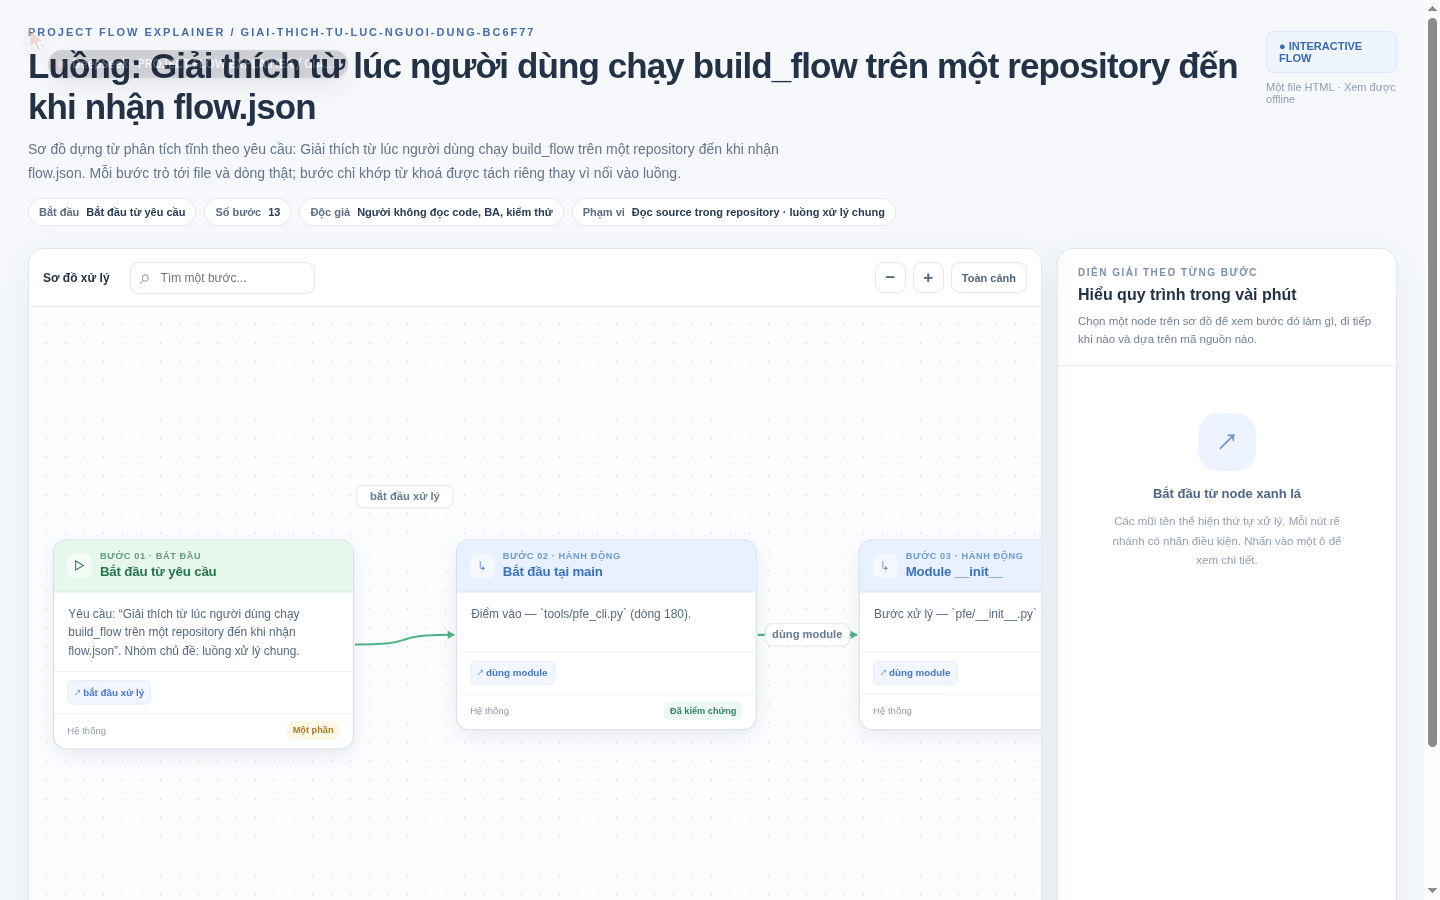 PROJECT FLOW EXPLAINER / GIAI-THICH-TU-LUC-NGUOI-DUNG-BC6F77
Luồng: Giải thích từ lúc người dùng chạy build_flow trên một repository đến
khi nhận flow.json
● INTERACTIVE
FLOW
Một file HTML · Xem được
offline
Sơ đồ dựng từ phân tích tĩnh theo yêu cầu: Giải thích từ lúc người dùng chạy build_flow trên một repository đến khi nhận
flow.json. Mỗi bước trỏ tới file và dòng thật; bước chỉ khớp từ khoá được tách riêng thay vì nối vào luồng.
Bắt đầu Bắt đầu từ yêu cầu
Số bước 13
Độc giả Người không đọc code, BA, kiểm thử
Phạm vi Đọc source trong repository · luồng xử lý chung
Sơ đồ xử lý
Tìm một bước...
− + Toàn cảnh
bắt đầu xử lý
BƯỚC 01 · BẮT ĐẦU
Bắt đầu từ yêu cầu
Yêu cầu: “Giải thích từ lúc người dùng chạy
build_flow trên một repository đến khi nhận
flow.json”. Nhóm chủ đề: luồng xử lý chung.
↗ bắt đầu xử lý
Hệ thống
Một phần
BƯỚC 02 · HÀNH ĐỘNG
Bắt đầu tại main
Điểm vào — `tools/pfe_cli.py` (dòng 180).
↗ dùng module
Hệ thống
Đã kiểm chứng
dùng module
BƯỚC 03 · HÀNH ĐỘNG
Module __init__
Bước xử lý — `pfe/__init__.py`
↗ dùng module
Hệ thống
DIỄN GIẢI THEO TỪNG BƯỚC
Hiểu quy trình trong vài phút
Chọn một node trên sơ đồ để xem bước đó làm gì, đi tiếp
khi nào và dựa trên mã nguồn nào.
Bắt đầu từ node xanh lá
Các mũi tên thể hiện thứ tự xử lý. Mỗi nút rẽ
nhánh có nhãn điều kiện. Nhấn vào một ô để
xem chi tiết.